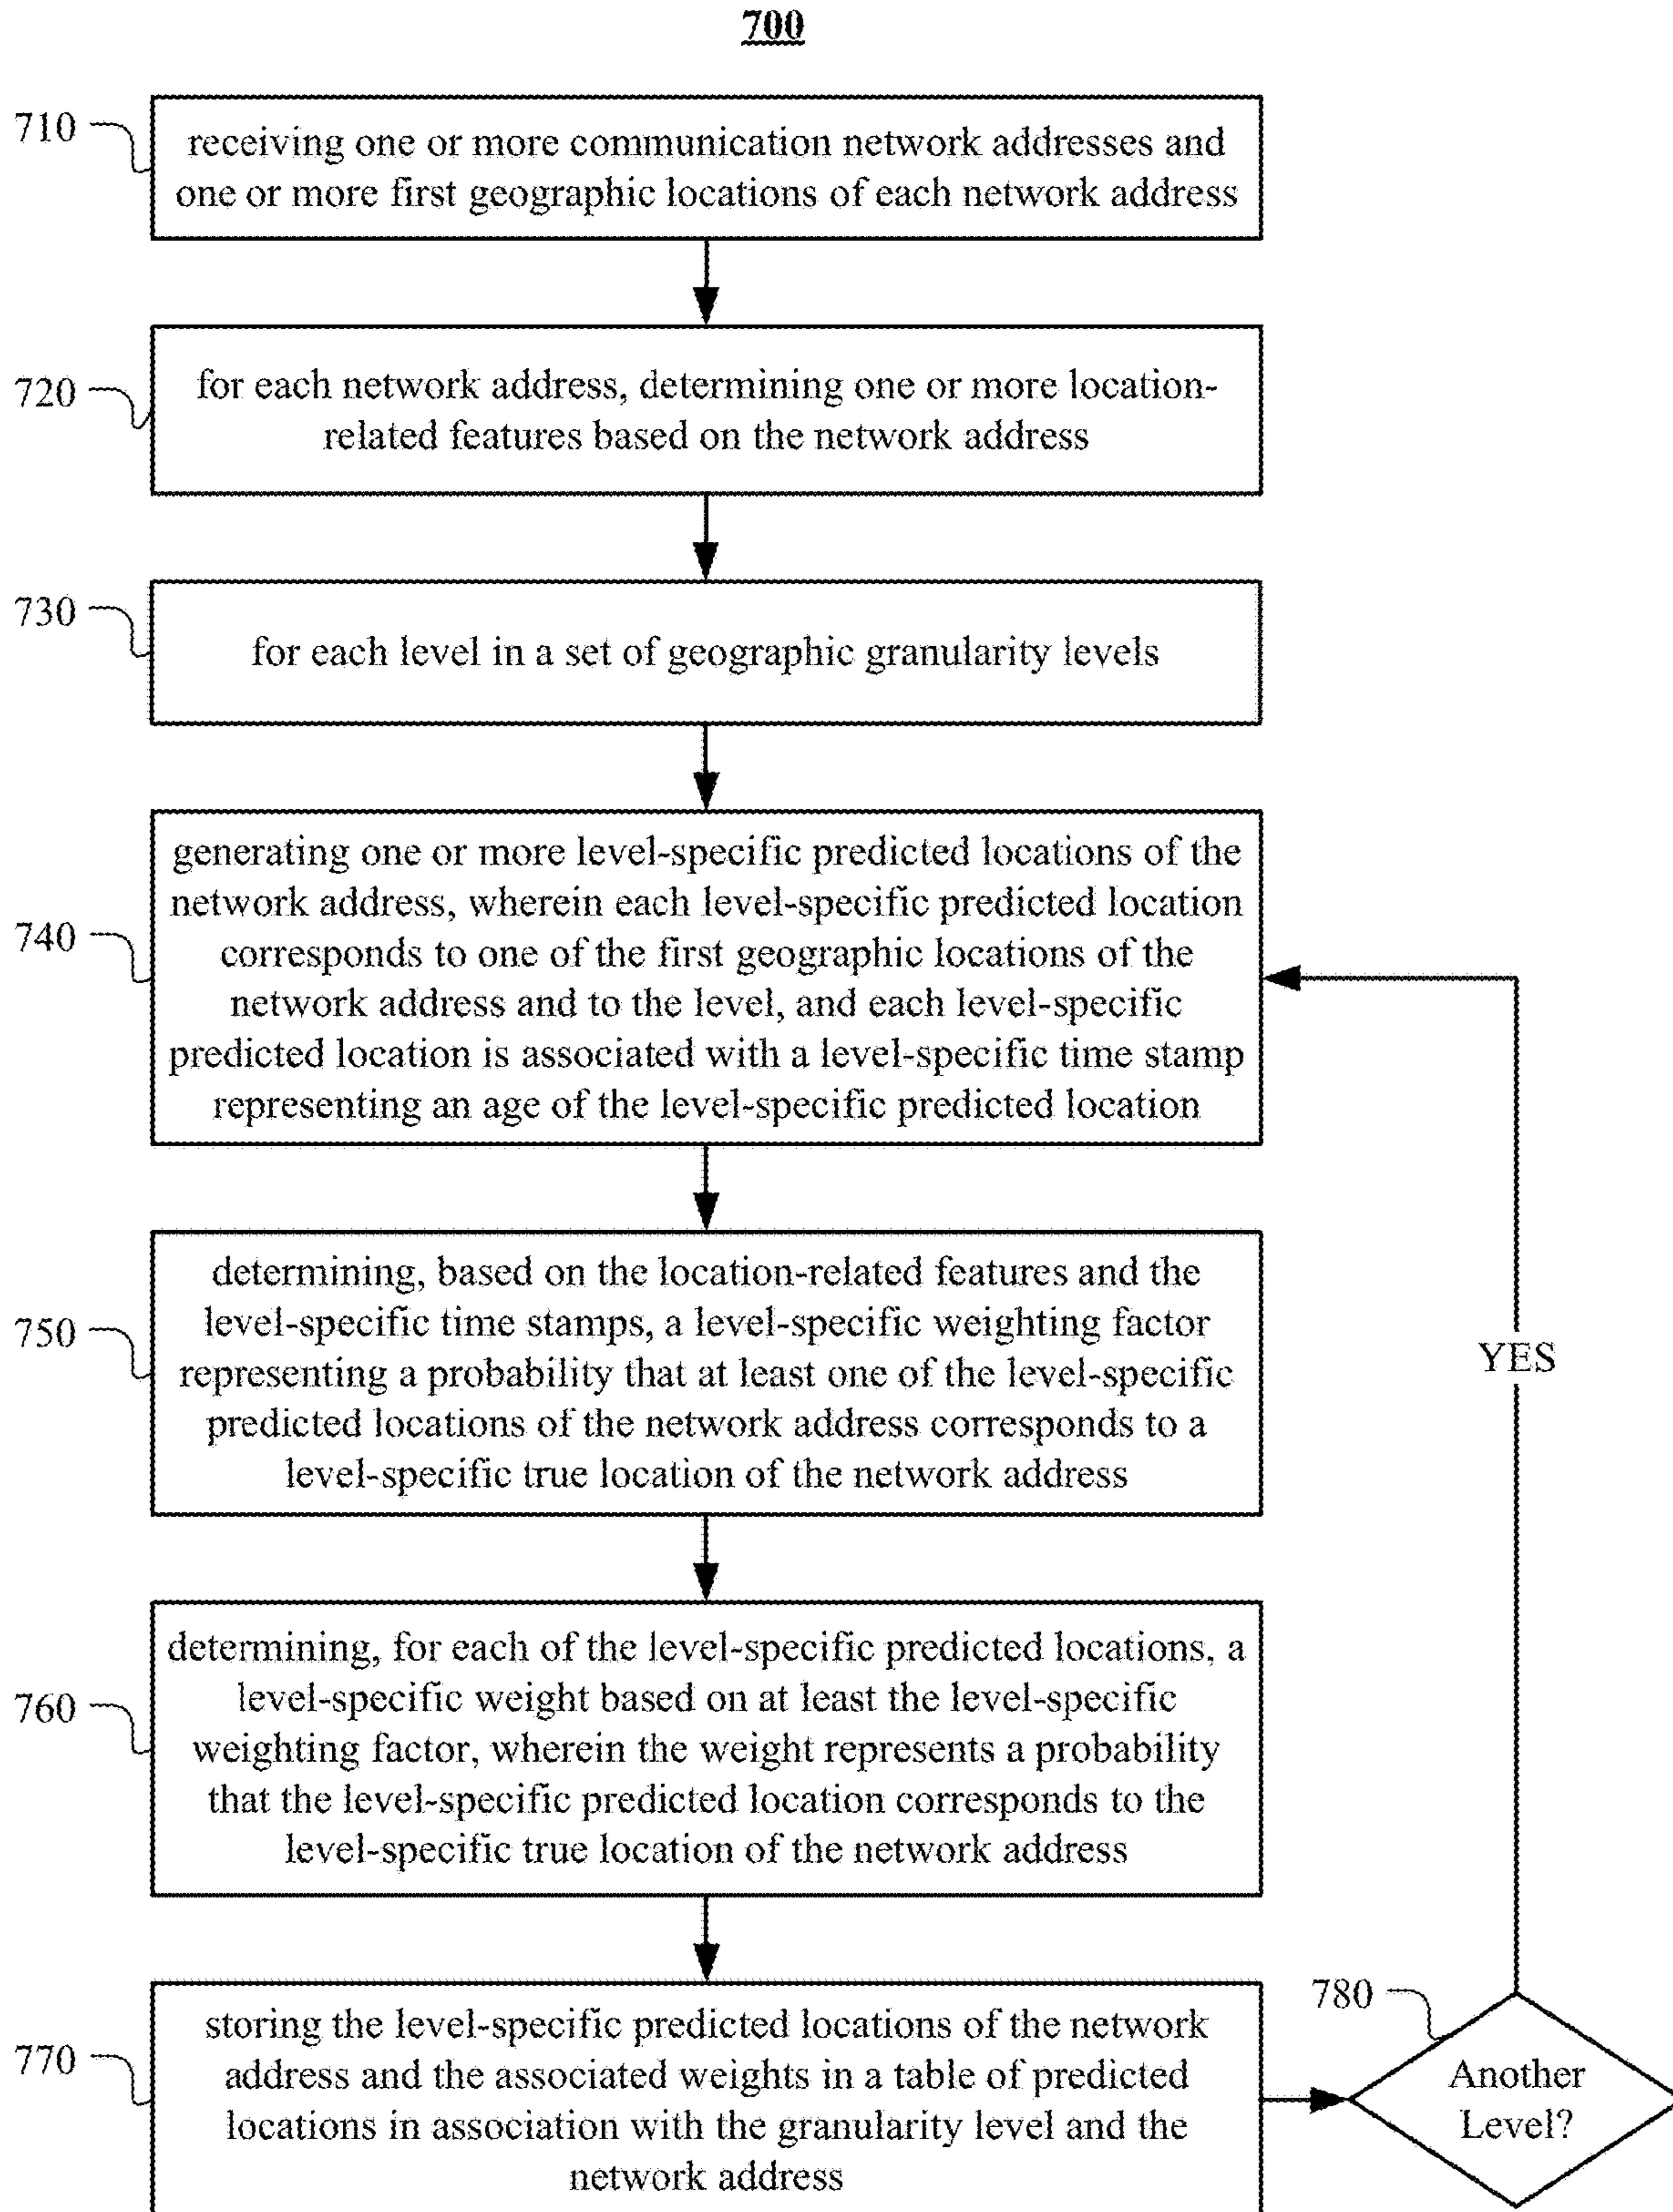 700
710
receiving one or more communication network addresses and
one or more first geographic locations of each network address
720
for each network address, determining one or more location-
related features based on the network address
730
for each level in a set of geographic granularity levels
740
generating one or more level-specific predicted locations of the
network address, wherein each level-specific predicted location
corresponds to one of the first geographic locations of the
network address and to the level, and each level-specific
predicted location is associated with a level-specific time stamp
representing an age of the level-specific predicted location
750
determining, based on the location-related features and the
level-specific time stamps, a level-specific weighting factor
representing a probability that at least one of the level-specific
predicted locations of the network address corresponds to a
level-specific true location of the network address
YES
760
determining, for each of the level-specific predicted locations, a
level-specific weight based on at least the level-specific
weighting factor, wherein the weight represents a probability
that the level-specific predicted location corresponds to the
level-specific true location of the network address
770
storing the level-specific predicted locations of the network
address and the associated weights in a table of predicted
locations in association with the granularity level and the
network address
780
Another
Level?